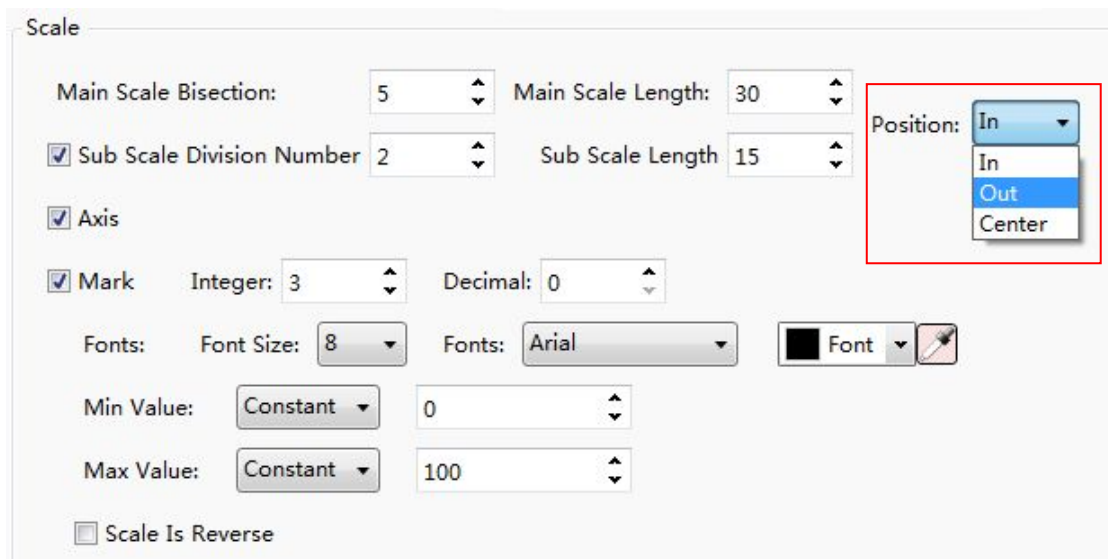 Scale
Main Scale Bisection: 5 Main Scale Length: 30
Position: In
Sub Scale Division Number 2 Sub Scale Length 15
In
Out
Center
Axis
Mark Integer: 3 Decimal: 0
Fonts: Font Size: 8 Fonts: Arial Font
Min Value: Constant 0
Max Value: Constant 100
Scale Is Reverse